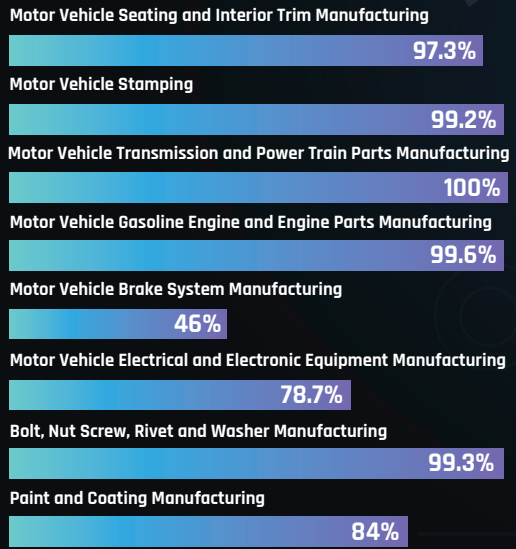 Motor Vehicle Seating and Interior Trim Manufacturing
97.3%
Motor Vehicle Stamping
99.2%
Motor Vehicle Transmission and Power Train Parts Manufacturing
100%
Motor Vehicle Gasoline Engine and Engine Parts Manufacturing
99.6%
Motor Vehicle Brake System Manufacturing
46%
Motor Vehicle Electrical and Electronic Equipment Manufacturing
78.7%
Bolt, Nut Screw, Rivet and Washer Manufacturing
99.3%
Paint and Coating Manufacturing
84%